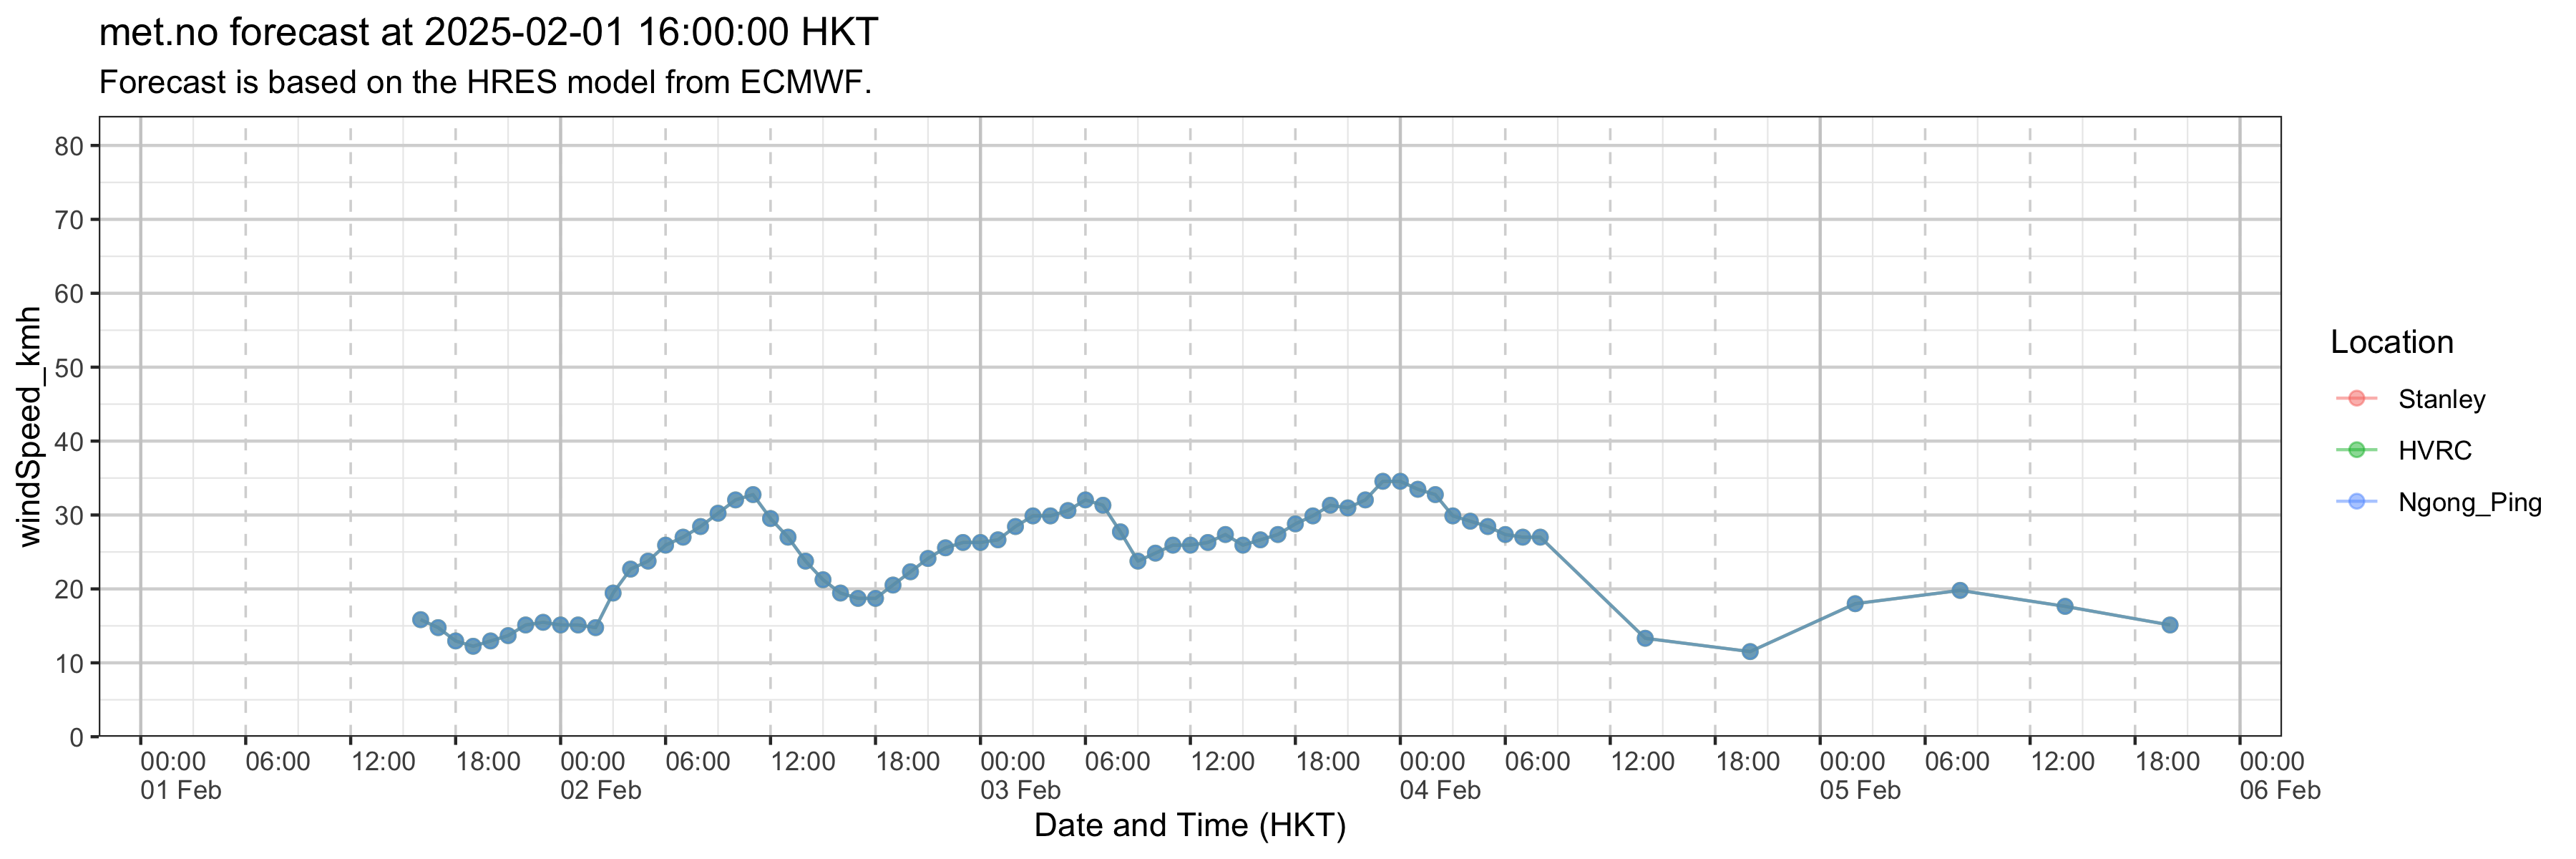 met.no forecast at 2025-02-01 16:00:00 HKT
Forecast is based on the HRES model from ECMWF.
windSpeed_kmh
80
70
60
50
40
30
20
10
0
00:00 06:00 12:00 18:00 00:00 06:00 12:00 18:00 00:00 06:00 12:00 18:00 00:00 06:00 12:00 18:00 00:00 06:00 12:00 18:00 00:00
01 Feb 02 Feb 03 Feb 04 Feb 05 Feb 06 Feb
Date and Time (HKT)
Location
Stanley
HVRC
Ngong_Ping